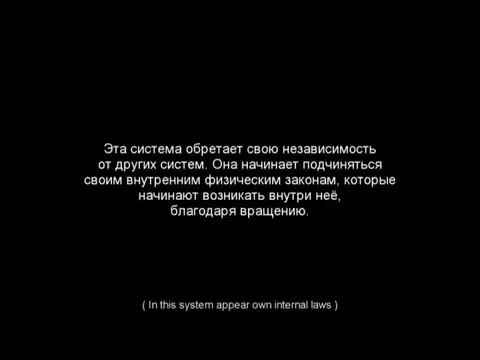 Эта система обретает свою независимость
от других систем. Она начинает подчиняться
своим внутренним физическим законам, которые
начинают возникать внутри неё,
благодаря вращению.
( In this system appear own internal laws )